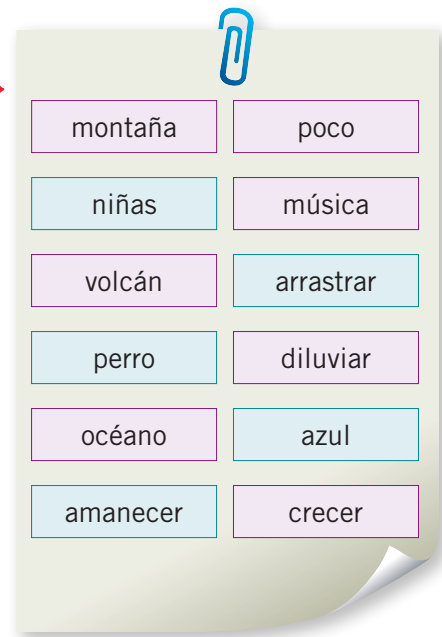 montaña poco
niñas música
volcán arrastrar
perro diluviar
océano azul
amanecer crecer